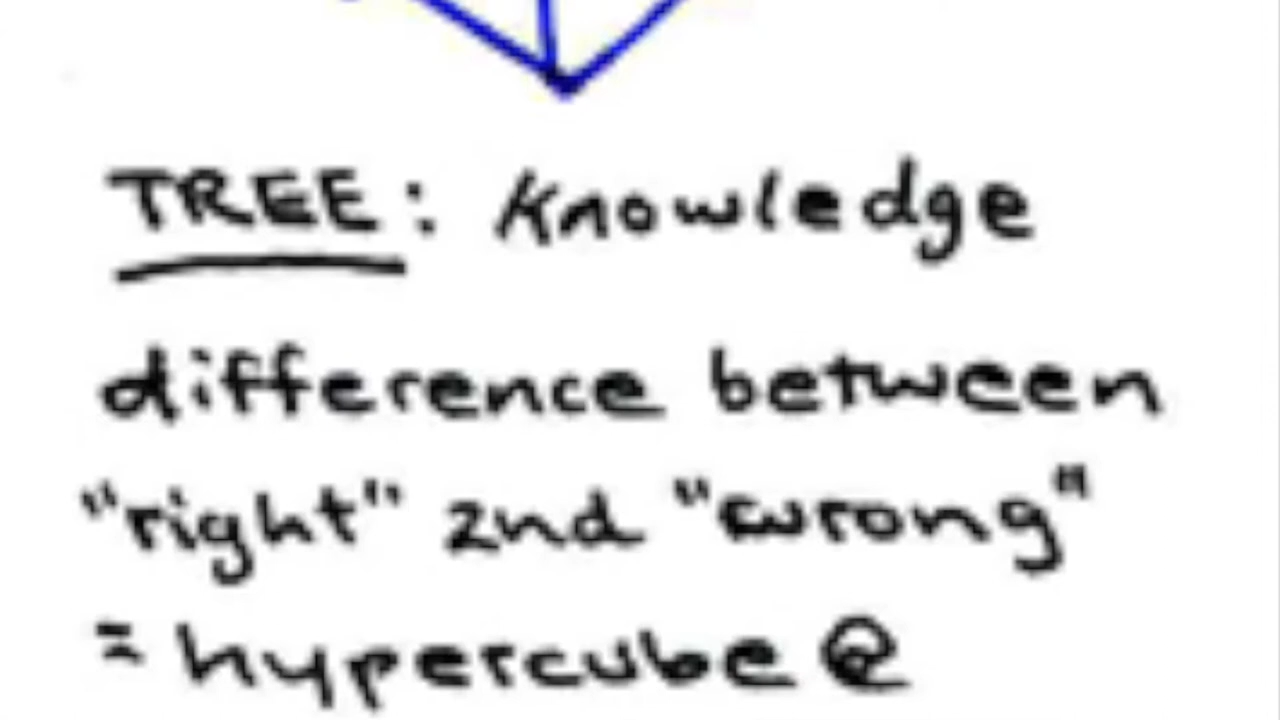 TREE: Knowledge
difference between
"right" and "wrong"
= hypercube @